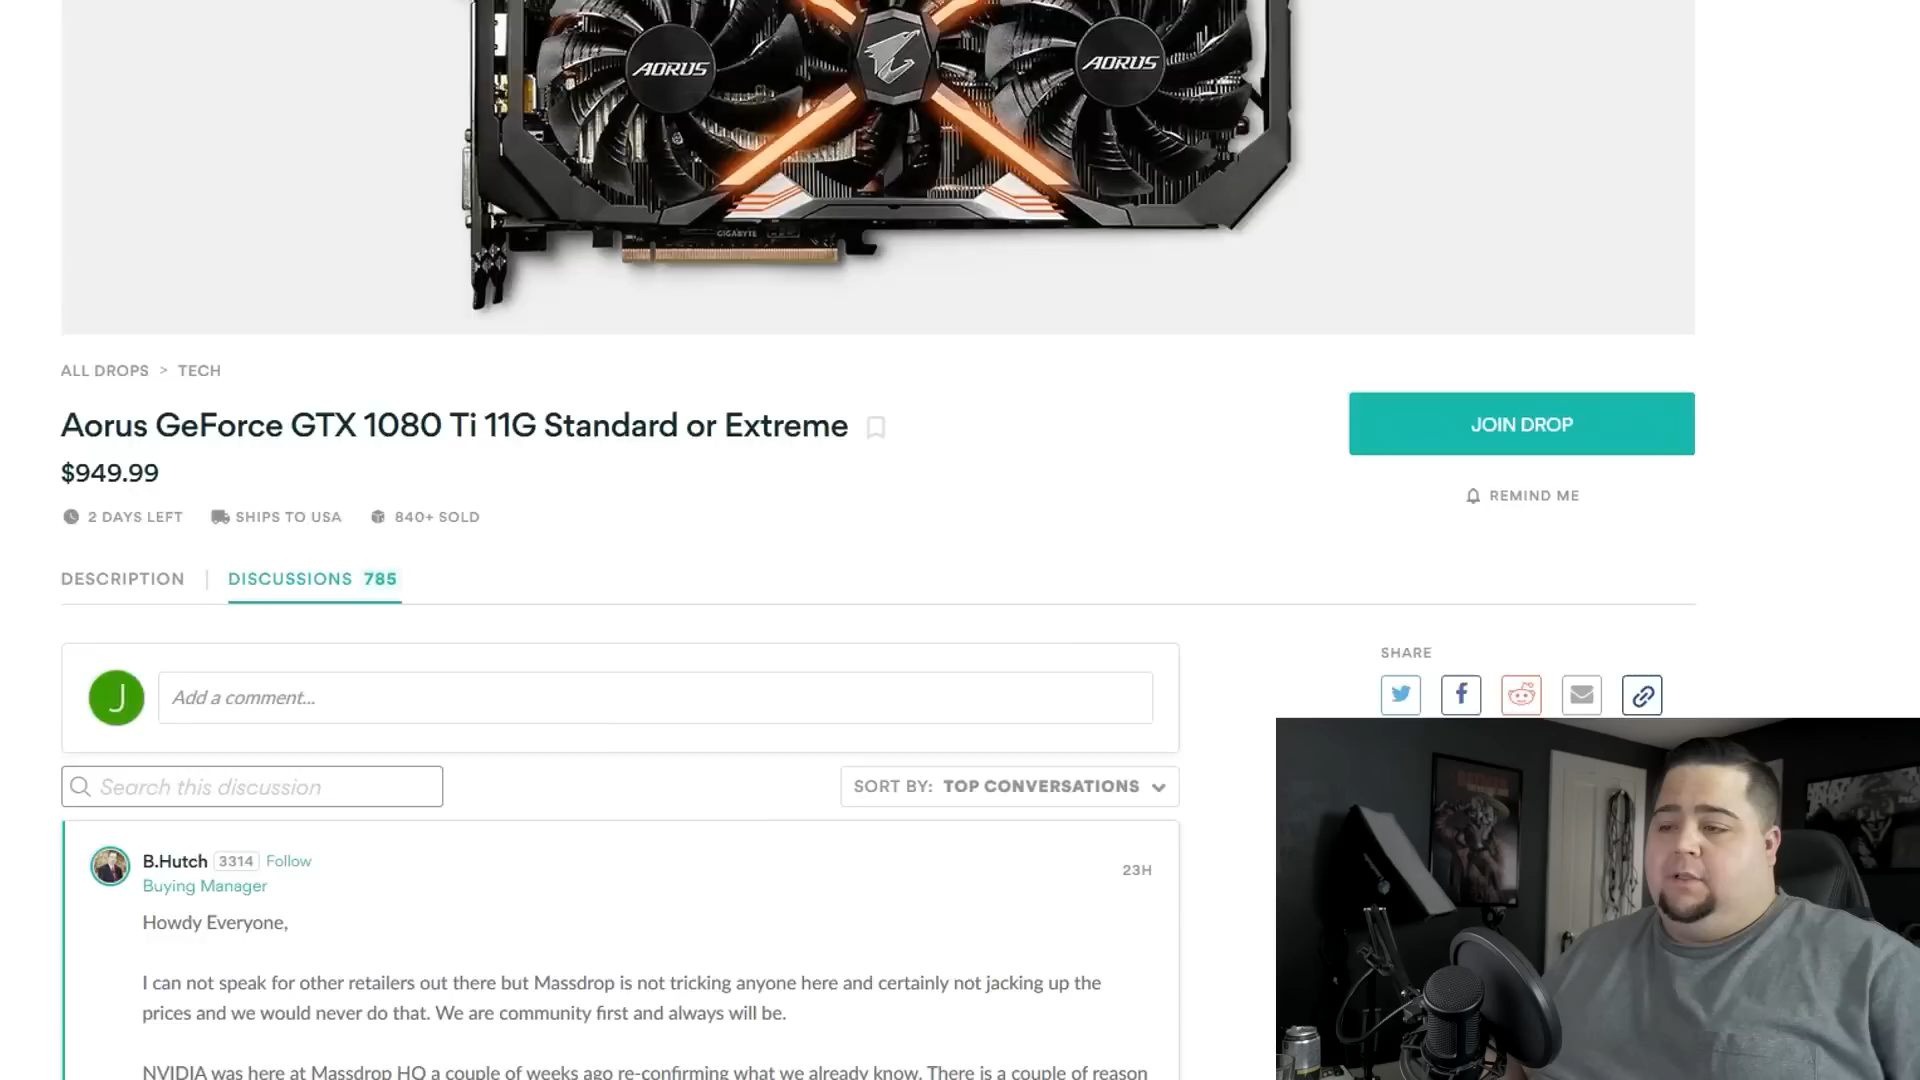 AORUS
AORUS
GIGABYTE
ALL DROPS > TECH
Aorus GeForce GTX 1080 Ti 11G Standard or Extreme
JOIN DROP
$949.99
REMIND ME
2 DAYS LEFT SHIPS TO USA 840+ SOLD
DESCRIPTION | DISCUSSIONS 785
SHARE
J
Add a comment...
Search this discussion
SORT BY: TOP CONVERSATIONS
B.Hutch 3314 Follow
23H
Buying Manager
Howdy Everyone,
I can not speak for other retailers out there but Massdrop is not tricking anyone here and certainly not jacking up the
prices and we would never do that. We are community first and always will be.
NVIDIA was here at Massdrop HQ a couple of weeks ago re-confirming what we already know. There is a couple of reason